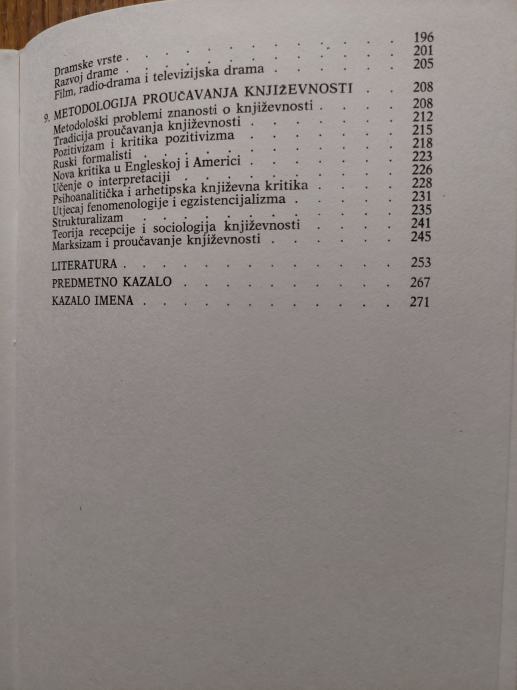 Dramske vrste . . . . . . . . . . . 196
Razvoj drame . . . . . . . . . . . 201
Film, radio-drama i televizijska drama . . . . . 205
9. METODOLOGIJA PROUČAVANJA KNJIŽEVNOSTI . . 208
Metodološki problemi znanosti o književnosti . . . . 208
Tradicija proučavanja književnosti . . . . . . 212
Pozitivizam i kritika pozitivizma . . . . . . 215
Ruski formalisti . . . . . . . . . . 218
Nova kritika u Engleskoj i Americi . . . . . . 223
Učenje o interpretaciji . . . . . . . . . 226
Psihoanalitička i arhetipska književna kritika . . . . 228
Utjecaj fenomenologije i egzistencijalizma . . . . . 231
Strukturalizam . . . . . . . . . . . 235
Teorija recepcije i sociologija književnosti . . . . 241
Marksizam i proučavanje književnosti . . . . . 245
LITERATURA . . . . . . . . . . . 253
PREDMETNO KAZALO . . . . . . . . . 267
KAZALO IMENA . . . . . . . . . . 271